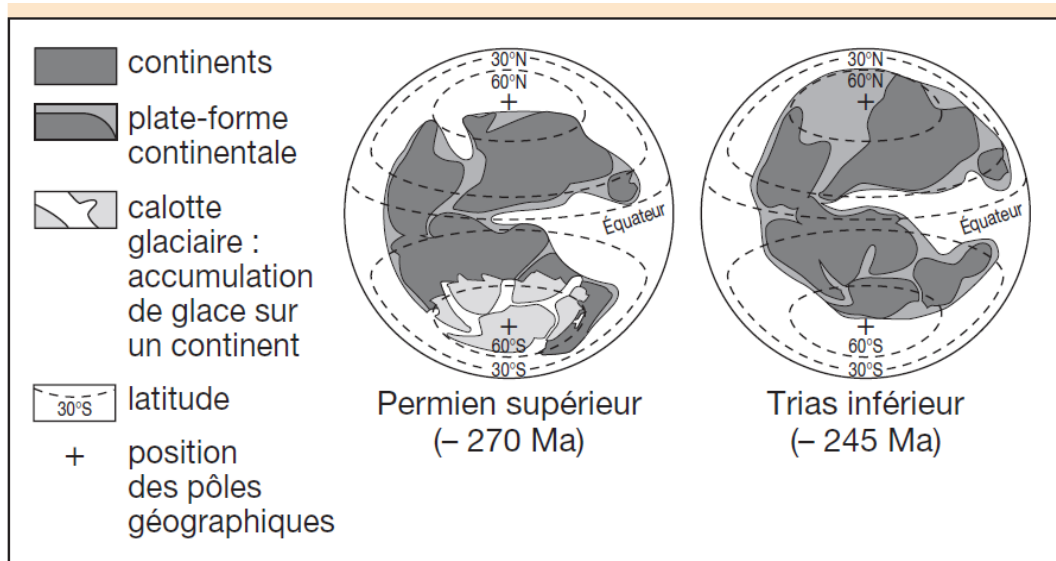 continents
plate-forme
continentale
calotte
glaciaire :
accumulation
de glace sur
un continent
30°S
latitude
+
position
des pôles
géographiques
30°N
60°N
+
Équateur
+
60°S
30°S
Permien supérieur
(– 270 Ma)
30°N
60°N
+
Équateur
+
60°S
30°S
Trias inférieur
(– 245 Ma)